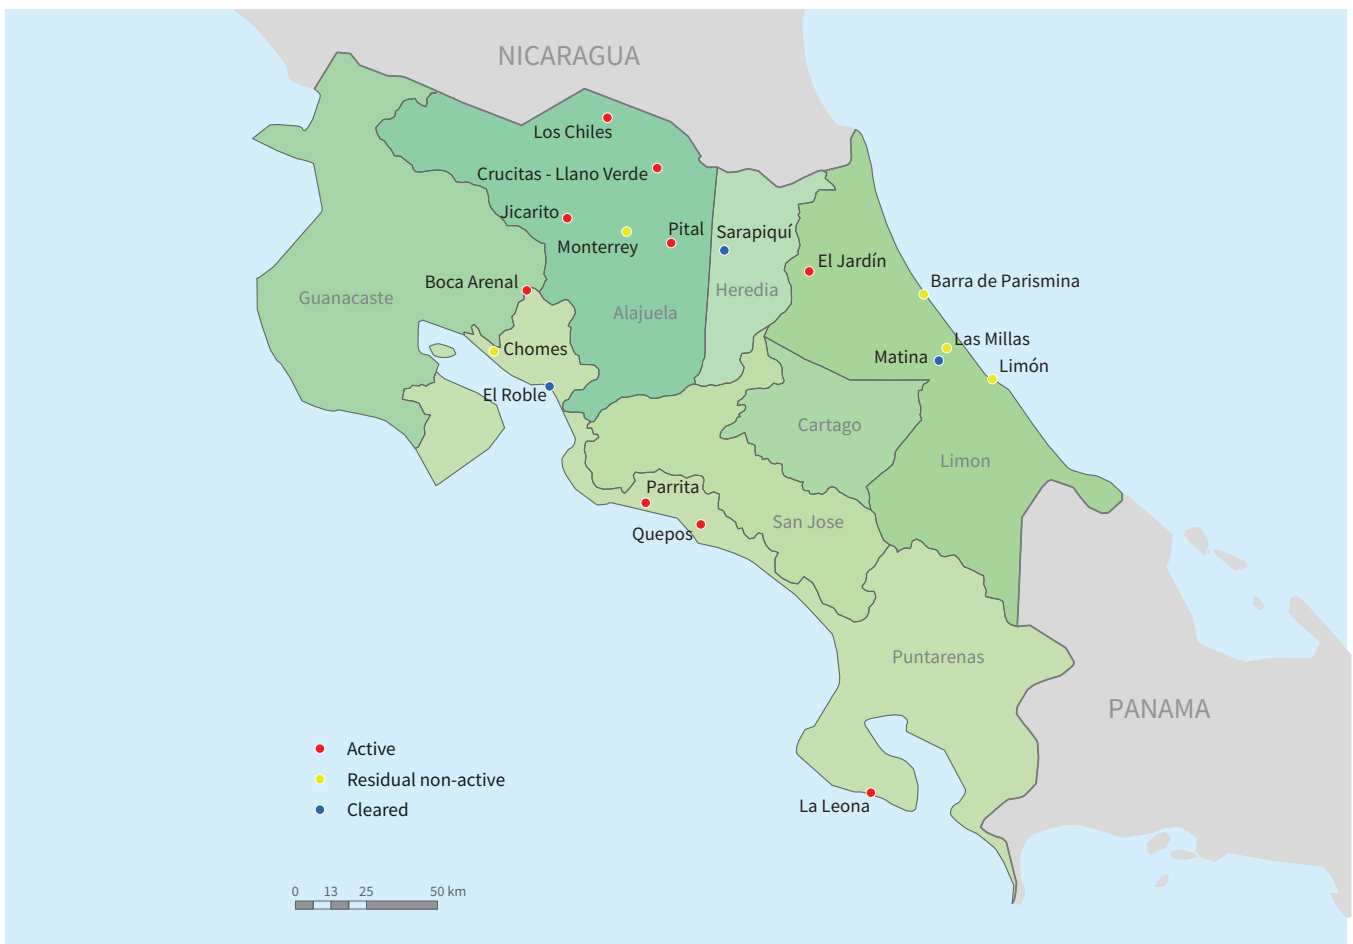 NICARAGUA
Los Chiles
Crucitas - Llano Verde
Jicarito
Monterrey
Pital
Sarapiquí
El Jardín
Boca Arenal
Barra de Parismina
Guanacaste
Heredia
Alajuela
Chomes
Las Millas
Matina
Limón
El Roble
Cartago
Limon
Parrita
Quepos
San Jose
Puntarenas
PANAMA
La Leona
Active
Residual non-active
Cleared
0 13 25 50 km